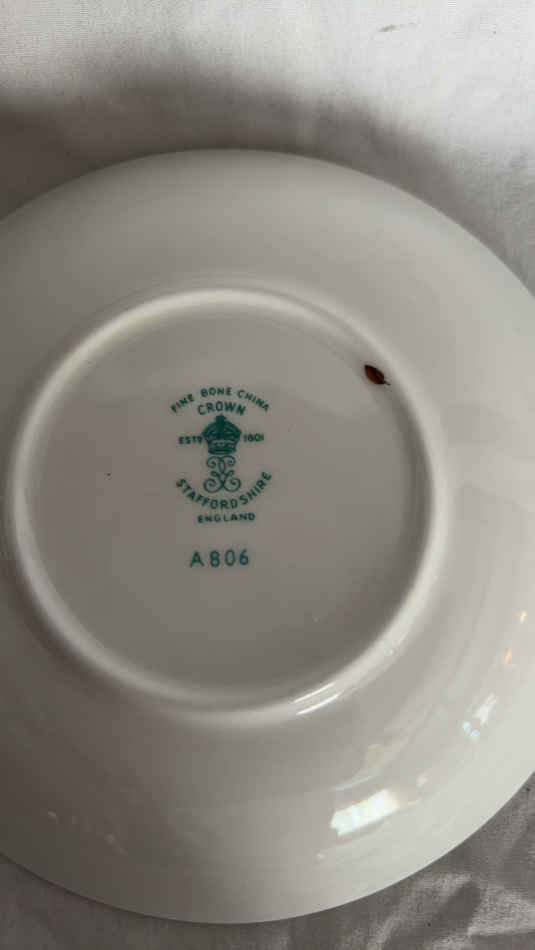 FINE BONE CHINA
CROWN
ESTD 1801
STAFFORDSHIRE
ENGLAND
A806